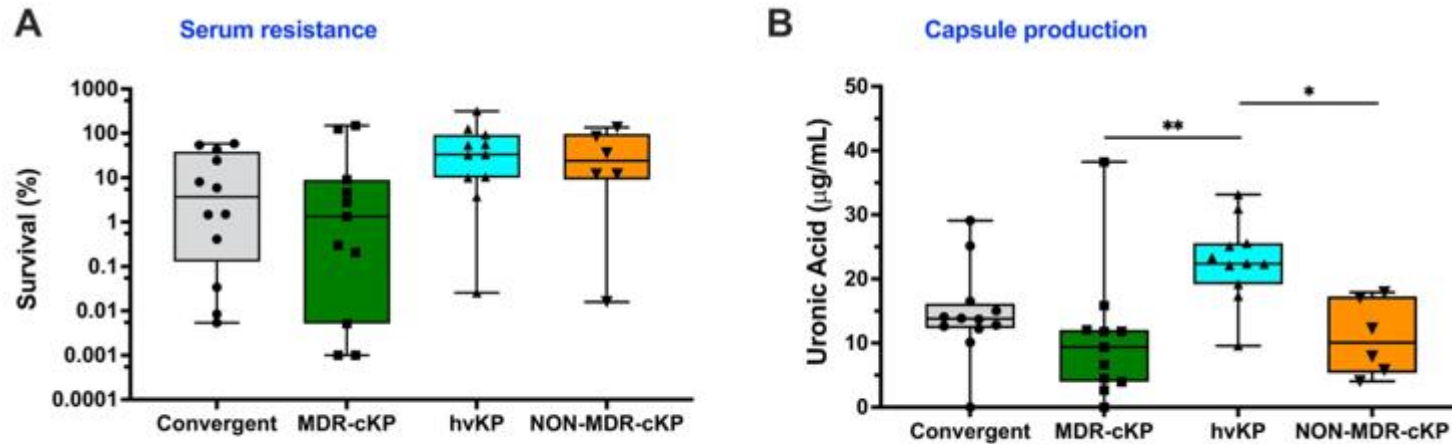 A
Serum resistance
Survival (%)
1000
100
10
1
0.1
0.01
0.001
0.0001
Convergent
MDR-cKP
hvKP
NON-MDR-cKP
B
Capsule production
Uronic Acid (μg/mL)
50
40
30
20
10
0
**
*
Convergent
MDR-cKP
hvKP
NON-MDR-cKP